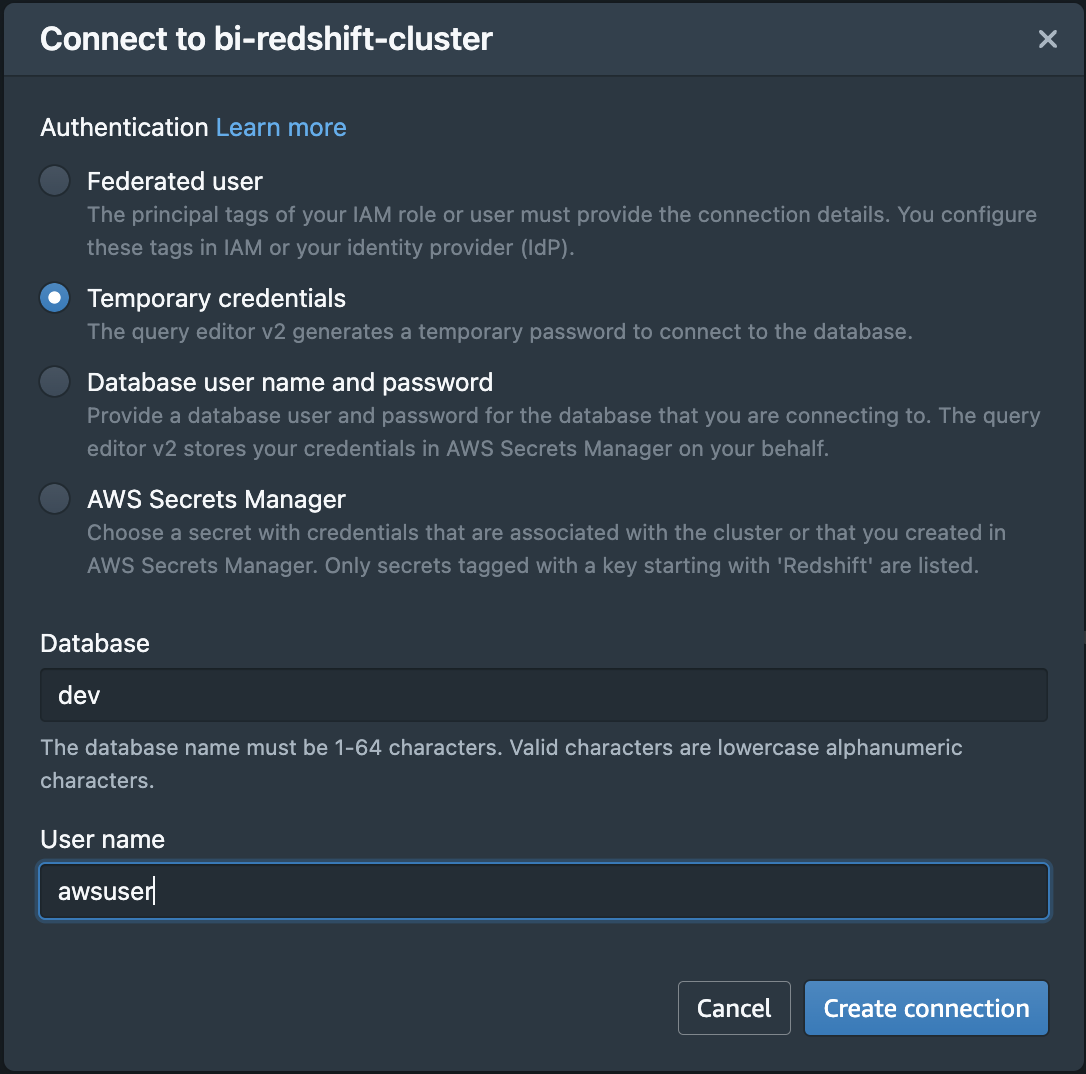 Connect to bi-redshift-cluster
Authentication Learn more
Federated user
The principal tags of your IAM role or user must provide the connection details. You configure
these tags in IAM or your identity provider (IdP).
Temporary credentials
The query editor v2 generates a temporary password to connect to the database.
Database user name and password
Provide a database user and password for the database that you are connecting to. The query
editor v2 stores your credentials in AWS Secrets Manager on your behalf.
AWS Secrets Manager
Choose a secret with credentials that are associated with the cluster or that you created in
AWS Secrets Manager. Only secrets tagged with a key starting with 'Redshift' are listed.
Database
dev
The database name must be 1-64 characters. Valid characters are lowercase alphanumeric
characters.
User name
awsuser
Cancel
Create connection